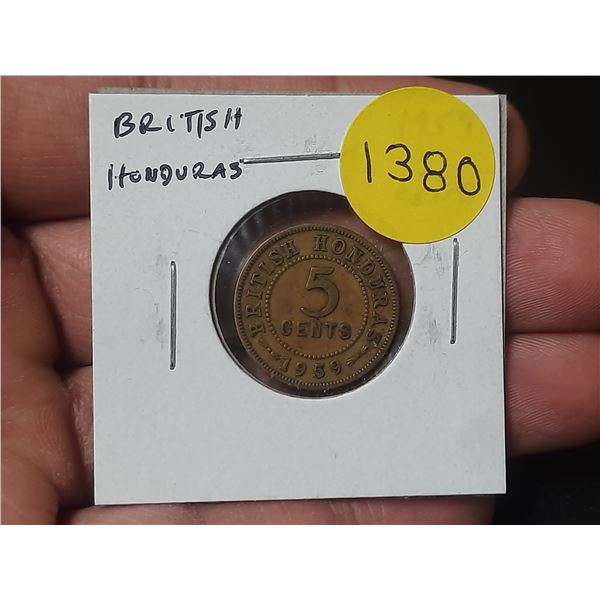 BRITISH
HONDURAS
1380
BRITISH HONDURAS
5
CENTS
1959